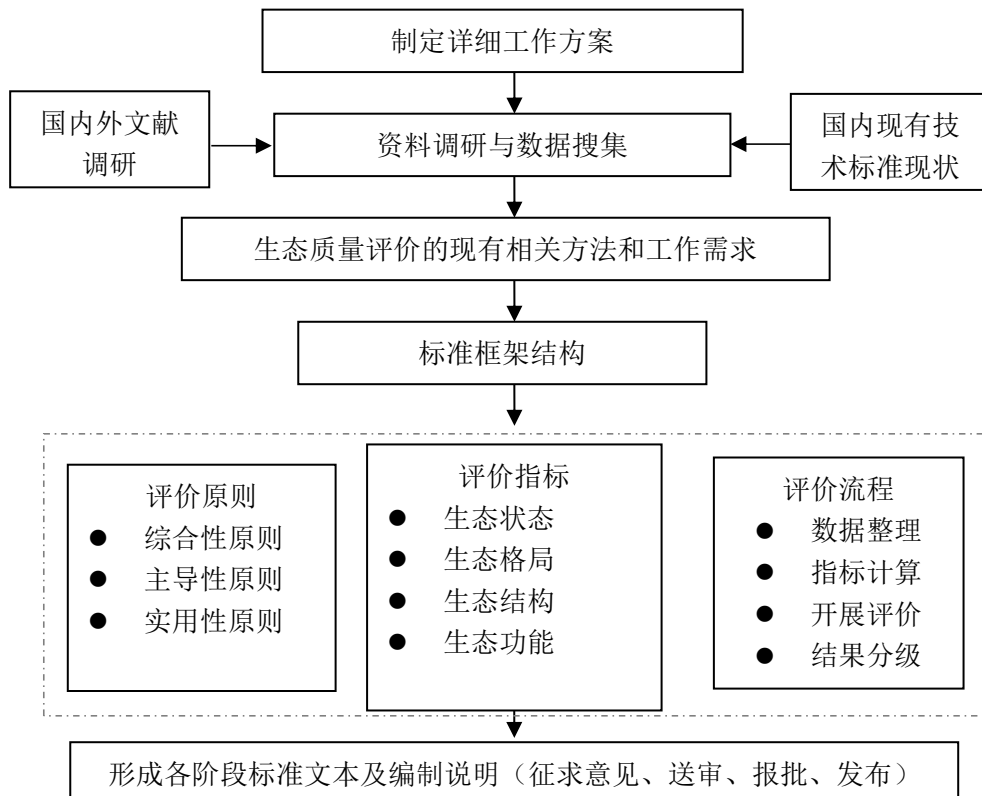 制定详细工作方案
国内外文献
调研
资料调研与数据搜集
国内现有技
术标准现状
生态质量评价的现有相关方法和工作需求
标准框架结构
评价原则
● 综合性原则
● 主导性原则
● 实用性原则
评价指标
● 生态状态
● 生态格局
● 生态结构
● 生态功能
评价流程
● 数据整理
● 指标计算
● 开展评价
● 结果分级
形成各阶段标准文本及编制说明（征求意见、送审、报批、发布）